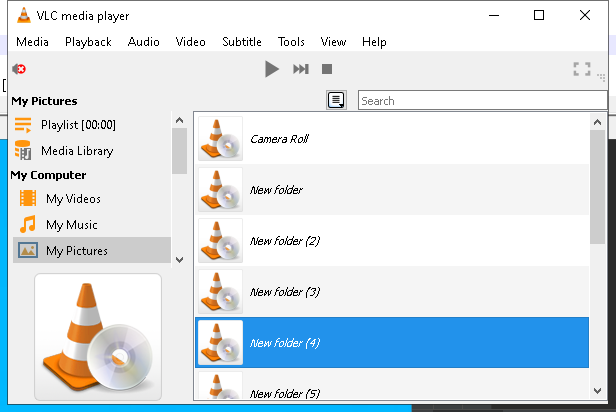 VLC media player
Media Playback Audio Video Subtitle Tools View Help
My Pictures
Search
Playlist [00:00]
Media Library
My Computer
My Videos
My Music
My Pictures
Camera Roll
New folder
New folder (2)
New folder (3)
New folder (4)
New folder (5)